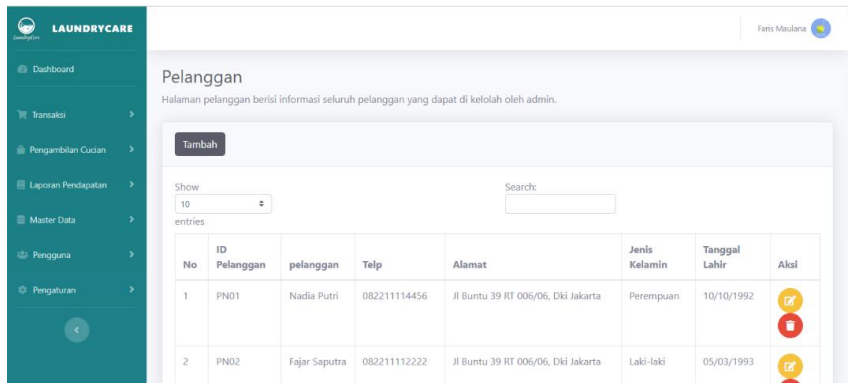 LAUNDRYCARE
Faris Maulana
Dashboard
Transaksi
Pengambilan Cucian
Laporan Pendapatan
Master Data
Pengguna
Pengaturan
Pelanggan
Halaman pelanggan berisi informasi seluruh pelanggan yang dapat di kelolah oleh admin.
Tambah
Show
10
entries
Search:
No ID Pelanggan pelanggan Telp Alamat Jenis Kelamin Tanggal Lahir Aksi
1 PN01 Nadia Putri 082211114456 Jl Buntu 39 RT 006/06, Dki Jakarta Perempuan 10/10/1992
2 PN02 Fajar Saputra 082211112222 Jl Buntu 39 RT 006/06, Dki Jakarta Laki-laki 05/03/1993